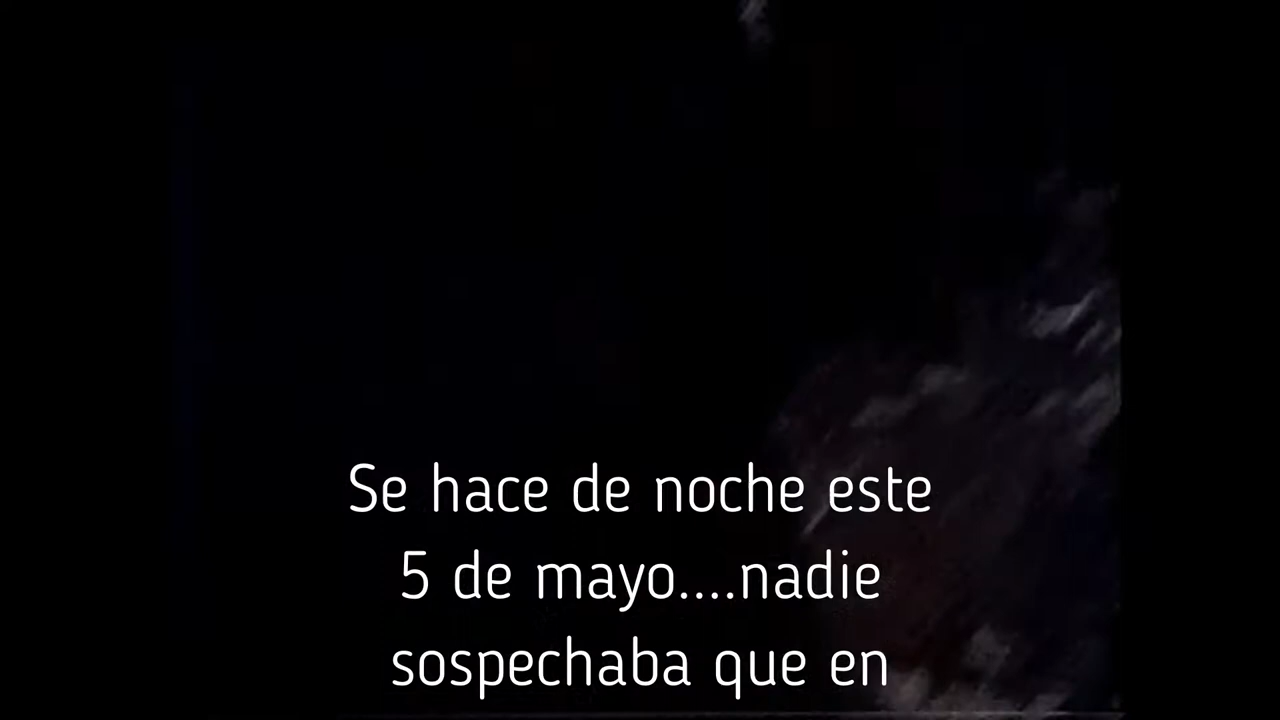 Se hace de noche este
5 de mayo....nadie
sospechaba que en